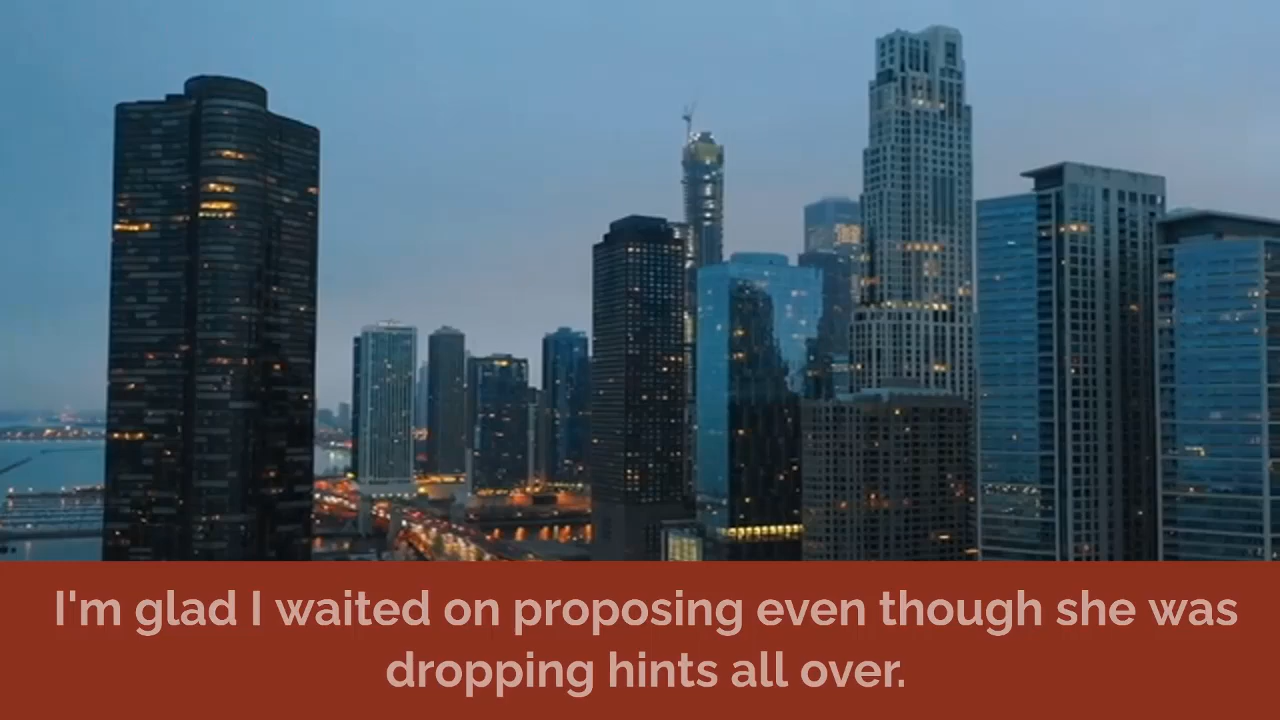 I'm glad I waited on proposing even though she was
dropping hints all over.